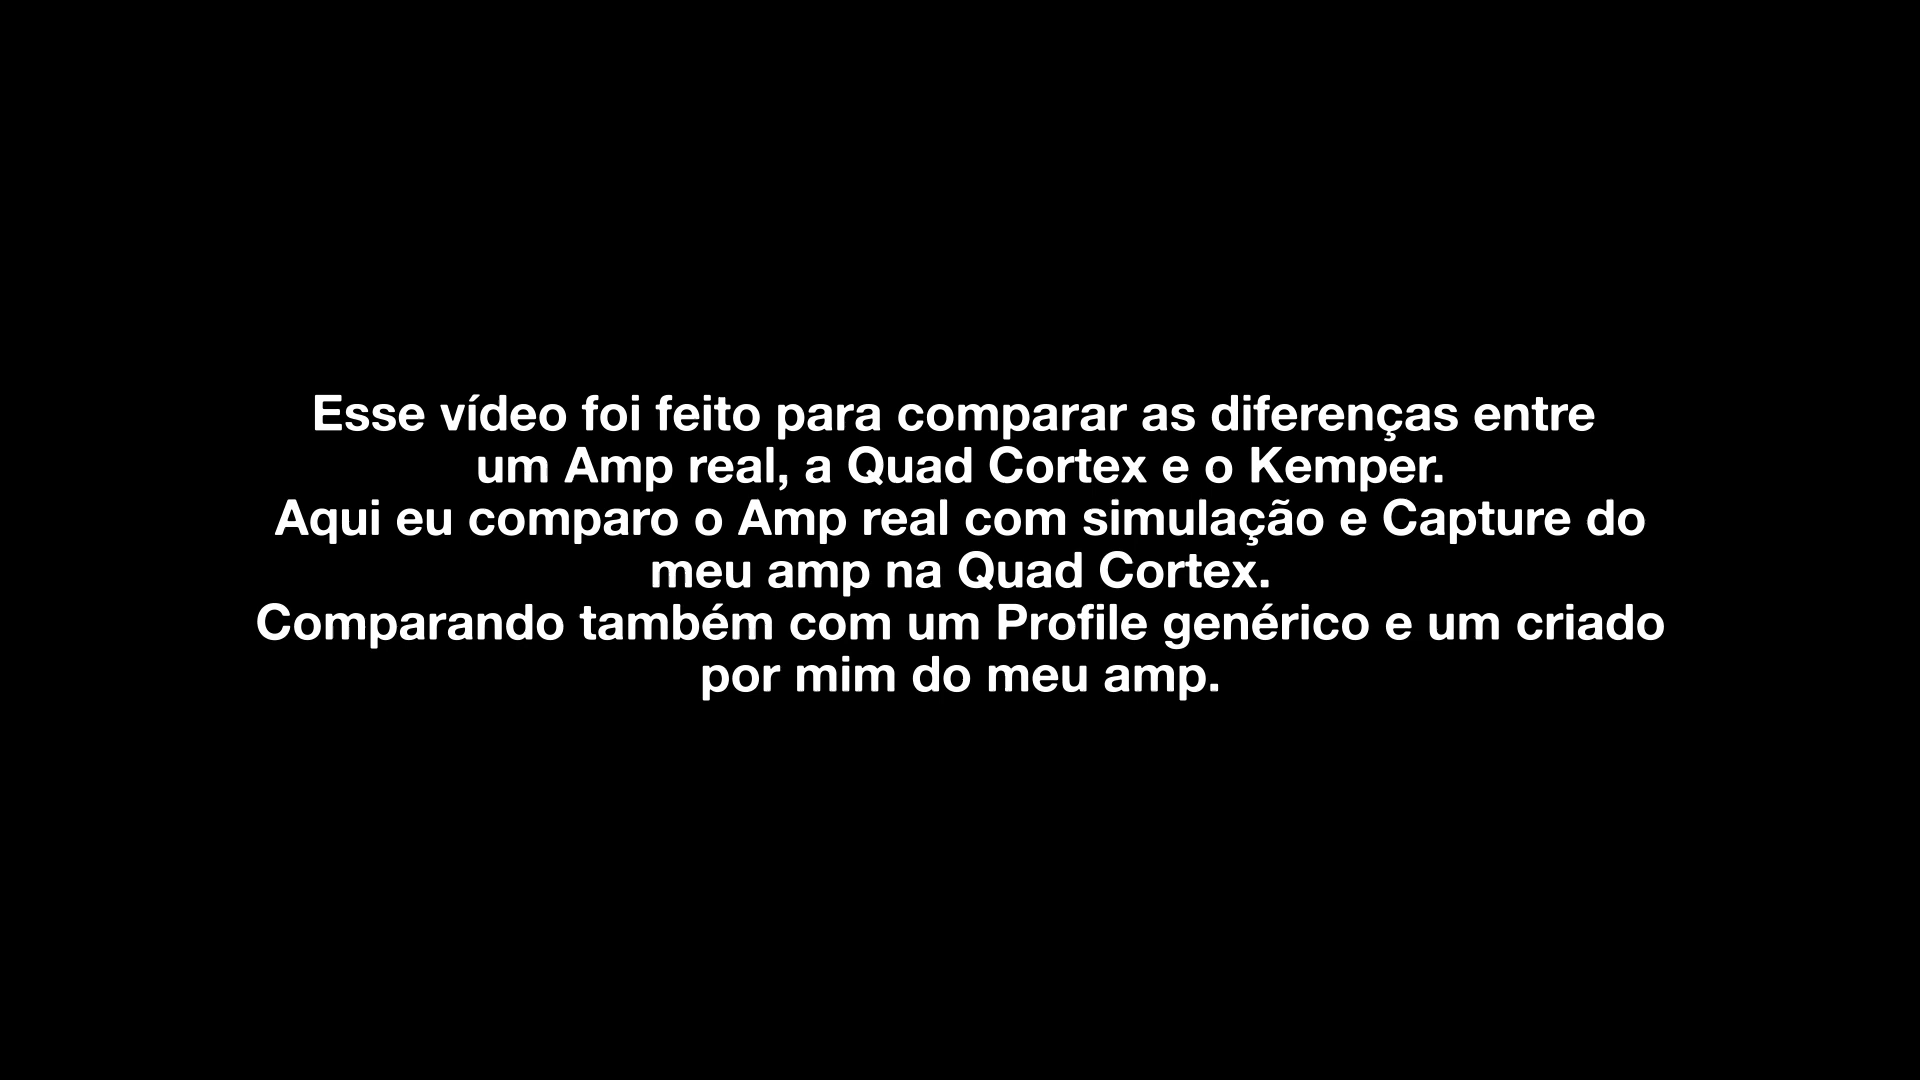 Esse vídeo foi feito para comparar as diferenças entre
um Amp real, a Quad Cortex e o Kemper.
Aqui eu comparo o Amp real com simulação e Capture do
meu amp na Quad Cortex.
Comparando também com um Profile genérico e um criado
por mim do meu amp.